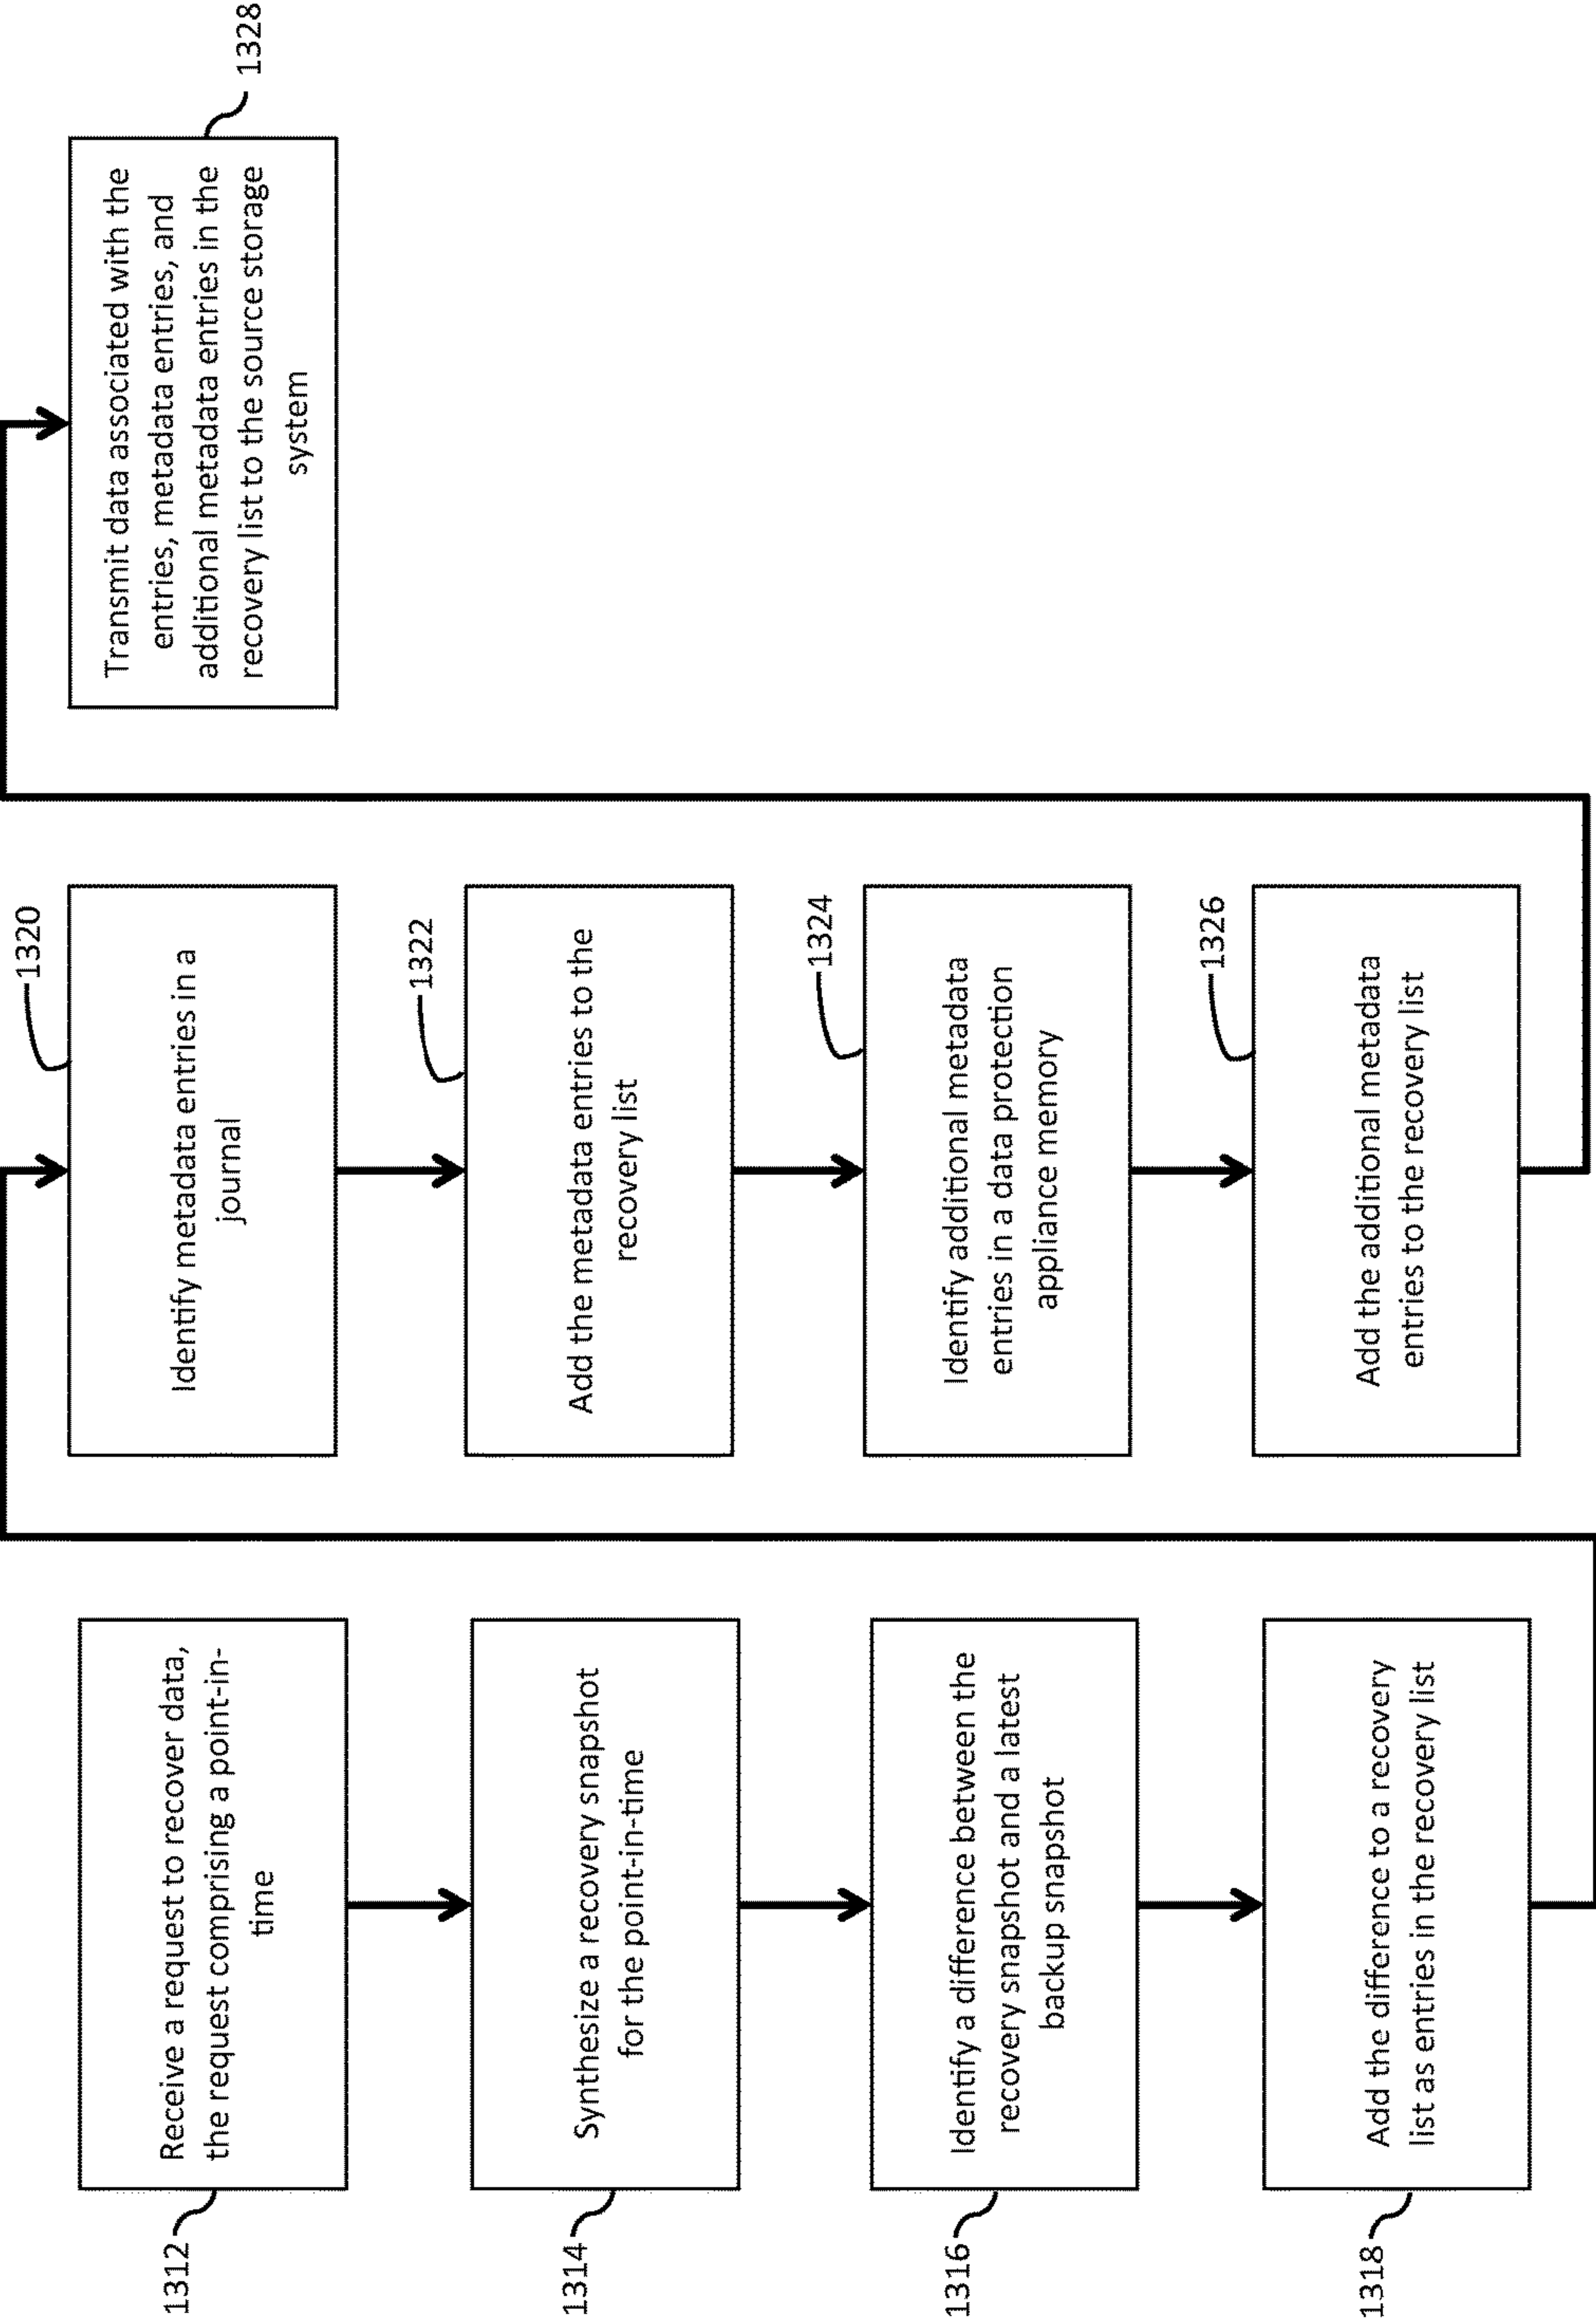 1312
Receive a request to recover data,
the request comprising a point-in-
time
1314
Synthesize a recovery snapshot
for the point-in-time
1316
Identify a difference between the
recovery snapshot and a latest
backup snapshot
1318
Add the difference to a recovery
list as entries in the recovery list
1320
Identify metadata entries in a
journal
1322
Add the metadata entries to the
recovery list
1324
Identify additional metadata
entries in a data protection
appliance memory
1326
Add the additional metadata
entries to the recovery list
1328
Transmit data associated with the
entries, metadata entries, and
additional metadata entries in the
recovery list to the source storage
system